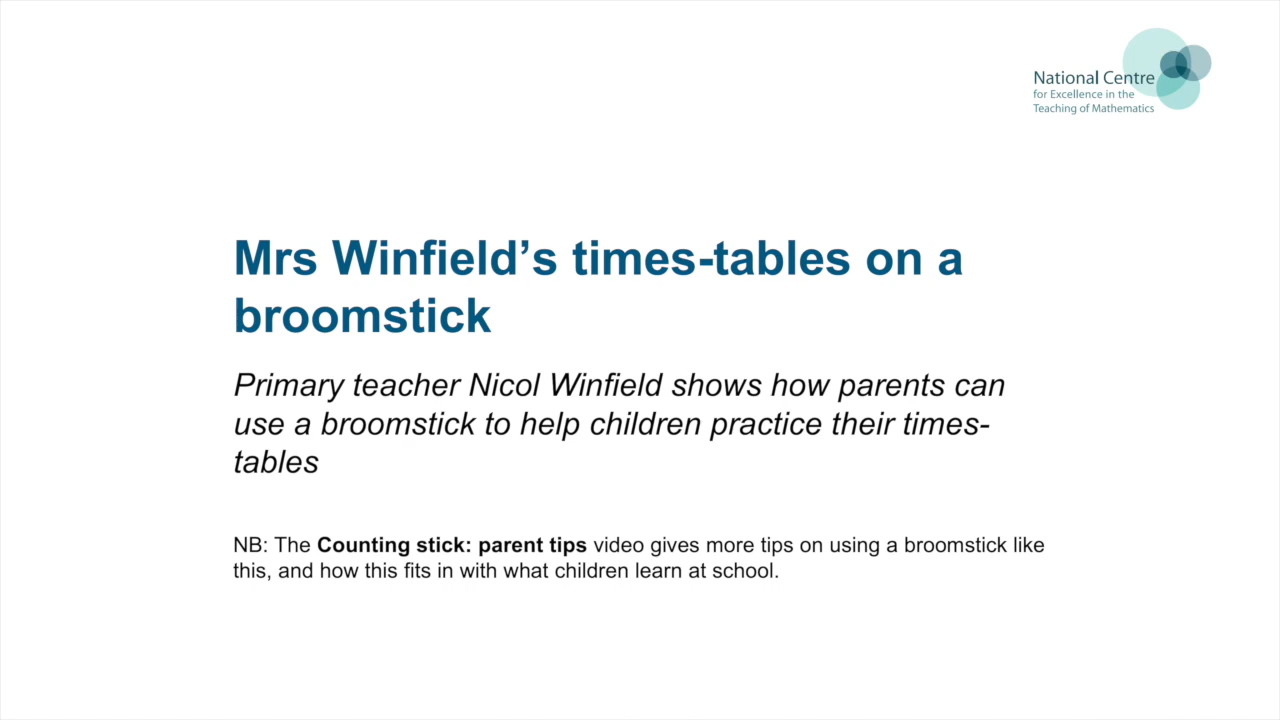 National Centre
for Excellence in the
Teaching of Mathematics
Mrs Winfield’s times-tables on a
broomstick
Primary teacher Nicol Winfield shows how parents can
use a broomstick to help children practice their times-
tables
NB: The Counting stick: parent tips video gives more tips on using a broomstick like
this, and how this fits in with what children learn at school.